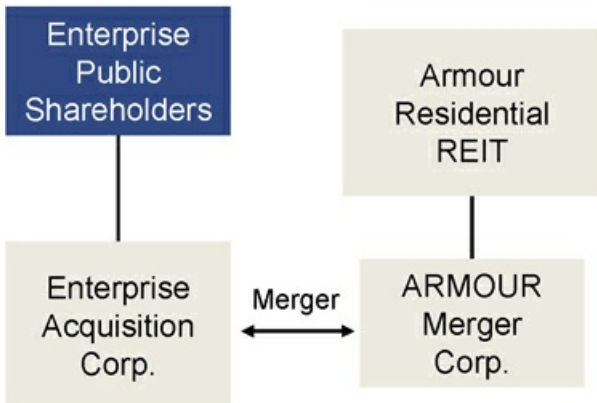 Enterprise
Public
Shareholders
Armour
Residential
REIT
Enterprise
Acquisition
Corp.
Merger
ARMOUR
Merger
Corp.